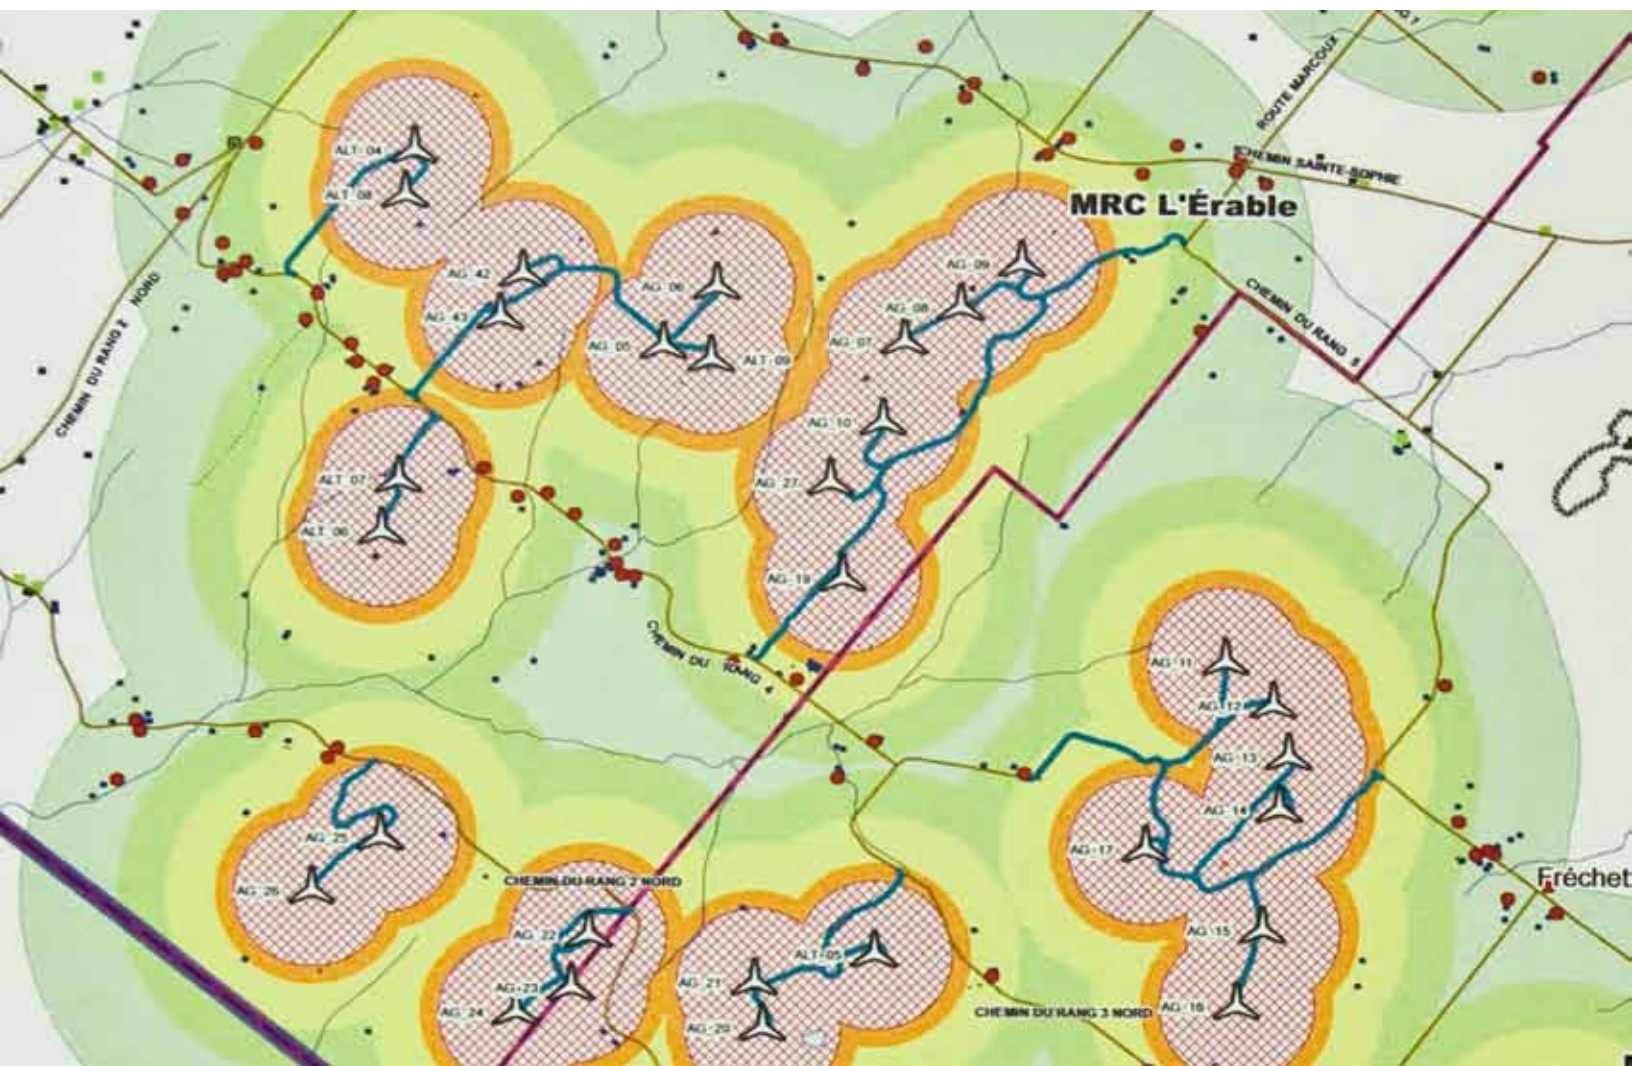 ROUTE MARCOUX
CHEMIN SAINTE-SOPHIE
ALT-04
ALT-08
MRC L'Érable
AG-42
AG-43
AG-06
AG-05
ALT-09
AG-09
AG-08
AG-07
CHEMIN DU RANG 2 NORD
CHEMIN DU RANG 5
AG-10
AG-27
ALT 07
ALT 06
AG-19
CHEMIN DU RANG 4
AG-11
AG-12
AG-13
AG-14
AG-17
AG-25
AG-26
CHEMIN DU RANG 2 NORD
Fréchet
AG-22
AG-23
AG-24
ALT-05
AG-21
AG-20
AG-15
AG-16
CHEMIN DU RANG 3 NORD